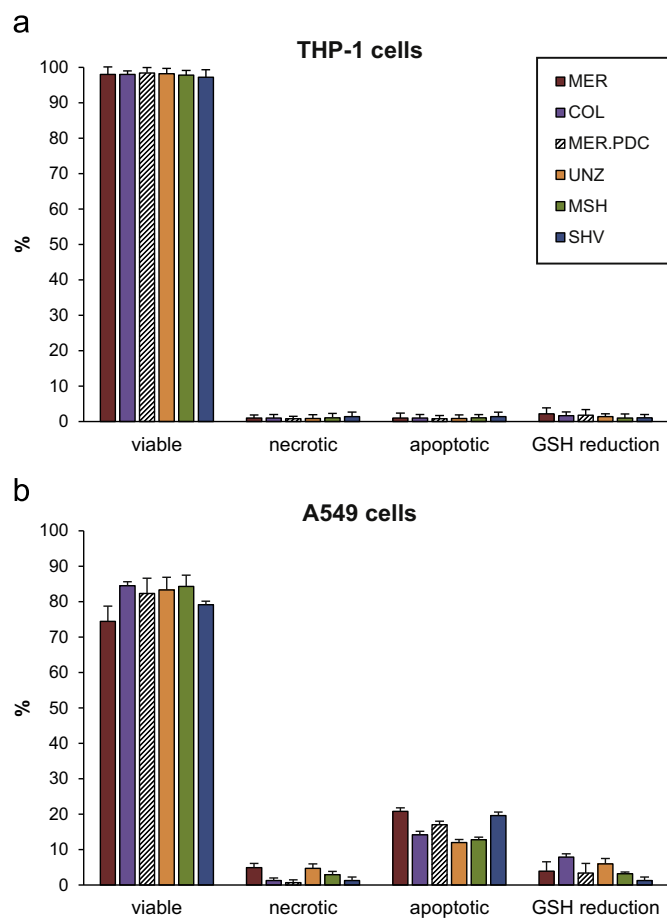 a
THP-1 cells
100
90
80
70
60
50
40
30
20
10
0
%
MER
COL
MER.PDC
UNZ
MSH
SHV
viable necrotic apoptotic GSH reduction
b
A549 cells
100
90
80
70
60
50
40
30
20
10
0
%
viable necrotic apoptotic GSH reduction